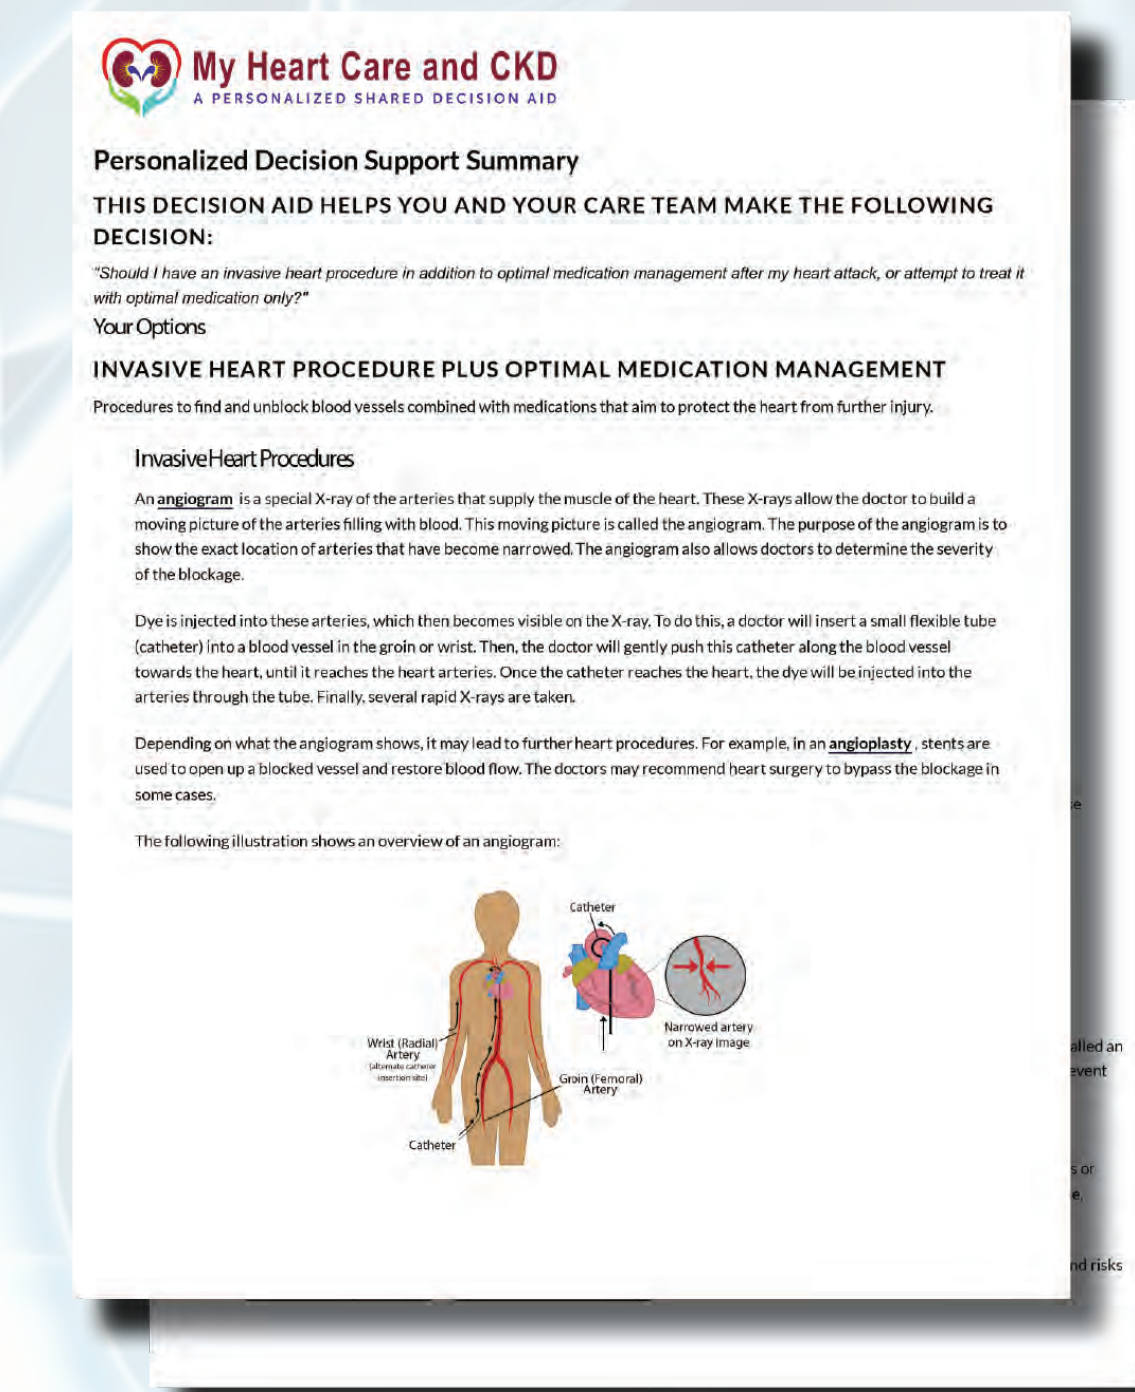 My Heart Care and CKD
A PERSONALIZED SHARED DECISION AID
Personalized Decision Support Summary
THIS DECISION AID HELPS YOU AND YOUR CARE TEAM MAKE THE FOLLOWING
DECISION:
"Should I have an invasive heart procedure in addition to optimal medication management after my heart attack, or attempt to treat it
with optimal medication only?"
Your Options
INVASIVE HEART PROCEDURE PLUS OPTIMAL MEDICATION MANAGEMENT
Procedures to find and unblock blood vessels combined with medications that aim to protect the heart from further injury.
Invasive Heart Procedures
An angiogram is a special X-ray of the arteries that supply the muscle of the heart. These X-rays allow the doctor to build a
moving picture of the arteries filling with blood. This moving picture is called the angiogram. The purpose of the angiogram is to
show the exact location of arteries that have become narrowed. The angiogram also allows doctors to determine the severity
of the blockage.
Dye is injected into these arteries, which then becomes visible on the X-ray. To do this, a doctor will insert a small flexible tube
(catheter) into a blood vessel in the groin or wrist. Then, the doctor will gently push this catheter along the blood vessel
towards the heart, until it reaches the heart arteries. Once the catheter reaches the heart, the dye will be injected into the
arteries through the tube. Finally, several rapid X-rays are taken.
Depending on what the angiogram shows, it may lead to further heart procedures. For example, in an angioplasty, stents are
used to open up a blocked vessel and restore blood flow. The doctors may recommend heart surgery to bypass the blockage in
some cases.
The following illustration shows an overview of an angiogram:
Catheter
Narrowed artery
on X-ray image
Wrist (Radial)
Artery
(alternate catheter
insertion site)
Groin (Femoral)
Artery
Catheter
alled an
event
s or
e,
nd risks